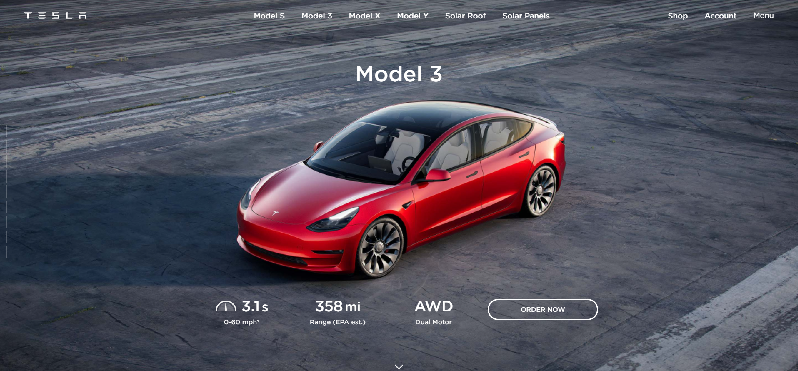 TESLA
Model S Model 3 Model X Model Y Solar Roof Solar Panels
Shop Account Menu
Model 3
3.1 s
0-60 mph*
358 mi
Range (EPA est.)
AWD
Dual Motor
ORDER NOW